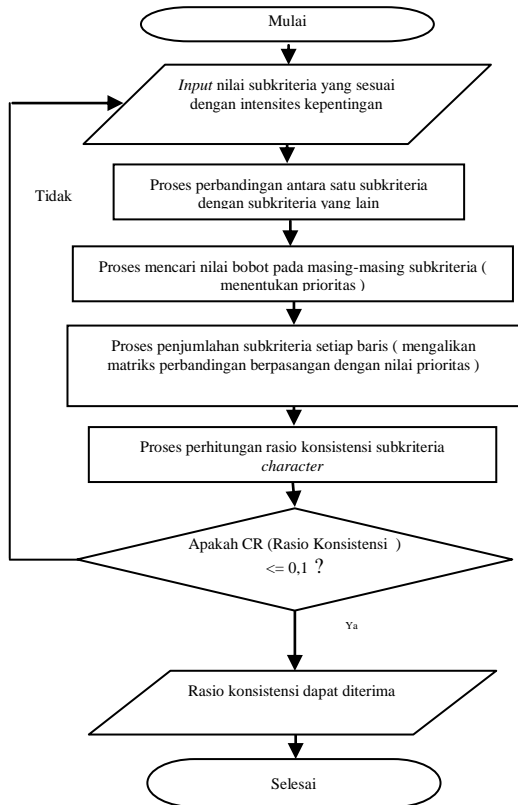 Mulai
Input nilai subkriteria yang sesuai
dengan intensites kepentingan
Tidak
Proses perbandingan antara satu subkriteria
dengan subkriteria yang lain
Proses mencari nilai bobot pada masing-masing subkriteria (
menentukan prioritas )
Proses penjumlahan subkriteria setiap baris ( mengalikan
matriks perbandingan berpasangan dengan nilai prioritas )
Proses perhitungan rasio konsistensi subkriteria
character
Apakah CR (Rasio Konsistensi )
<= 0,1 ?
Ya
Rasio konsistensi dapat diterima
Selesai